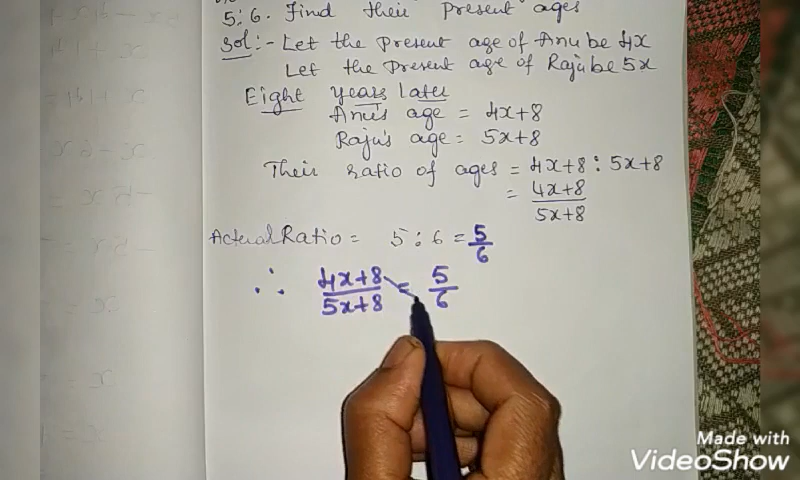 5:6. Find their present ages
Sol:- Let the present age of Anu be 4x
Let the present age of Raju be 5x
Eight years later
Anu's age = 4x+8
Raju's age = 5x+8
Their ratio of ages = 4x+8 : 5x+8
= 4x+8/5x+8
Actual Ratio = 5:6 = 5/6
∴ 4x+8/5x+8 = 5/6
Made with
VideoShow